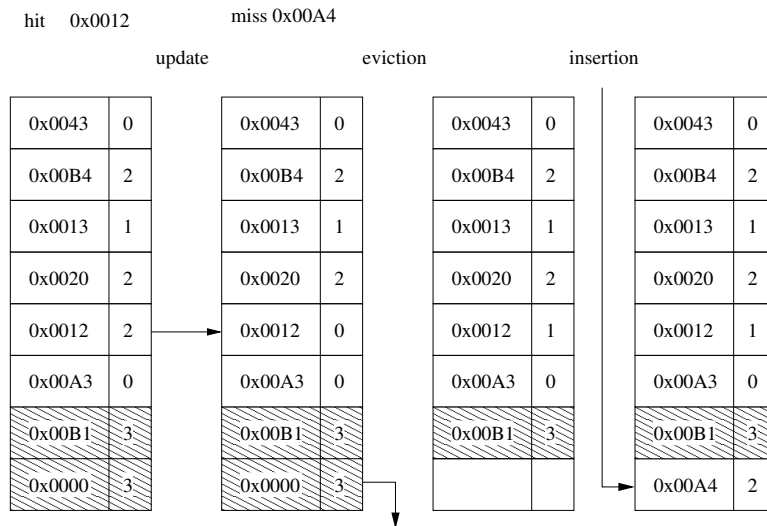 hit 0x0012 miss 0x00A4
update eviction insertion
0x0043 0 0x0043 0 0x0043 0 0x0043 0
0x00B4 2 0x00B4 2 0x00B4 2 0x00B4 2
0x0013 1 0x0013 1 0x0013 1 0x0013 1
0x0020 2 0x0020 2 0x0020 2 0x0020 2
0x0012 2 0x0012 0 0x0012 1 0x0012 1
0x00A3 0 0x00A3 0 0x00A3 0 0x00A3 0
0x00B1 3 0x00B1 3 0x00B1 3 0x00B1 3
0x0000 3 0x0000 3 0x00A4 2